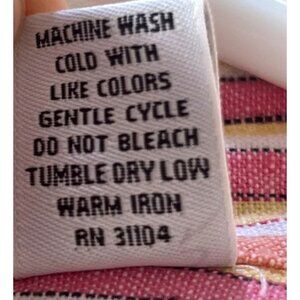 MACHINE WASH
COLD WITH
LIKE COLORS
GENTLE CYCLE
DO NOT BLEACH
TUMBLE DRY LOW
WARM IRON
RN 31104